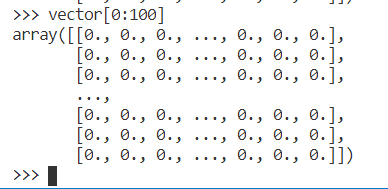 >>> vector[0:100]
array([[0., 0., 0., ..., 0., 0., 0.],
       [0., 0., 0., ..., 0., 0., 0.],
       [0., 0., 0., ..., 0., 0., 0.],
       ...,
       [0., 0., 0., ..., 0., 0., 0.],
       [0., 0., 0., ..., 0., 0., 0.],
       [0., 0., 0., ..., 0., 0., 0.]])
>>>